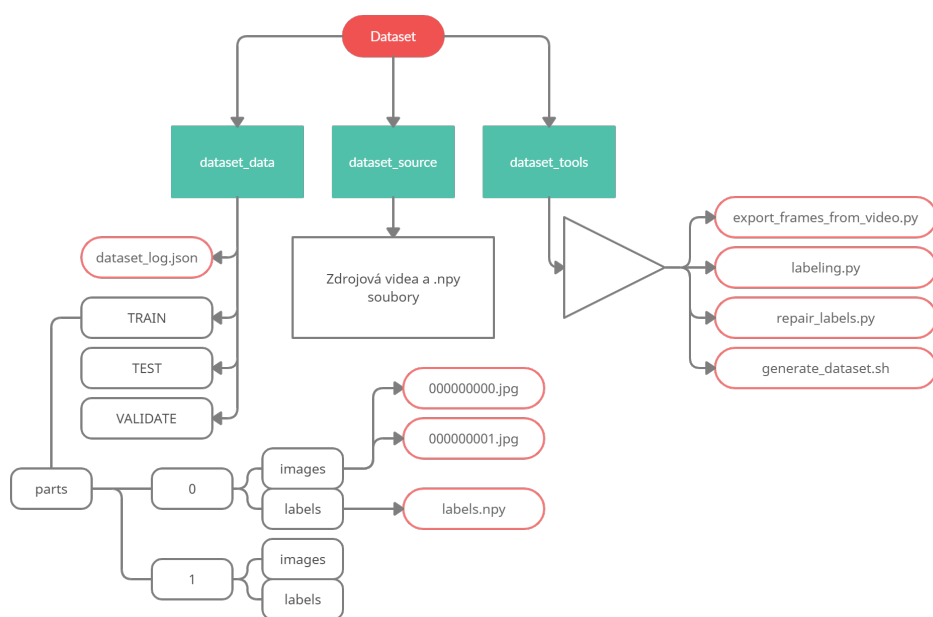 Dataset
dataset_data
dataset_source
dataset_tools
export_frames_from_video.py
dataset_log.json
labeling.py
Zdrojová videa a .npy
soubory
TRAIN
repair_labels.py
TEST
generate_dataset.sh
000000000.jpg
VALIDATE
000000001.jpg
images
parts
0
labels
labels.npy
images
1
labels